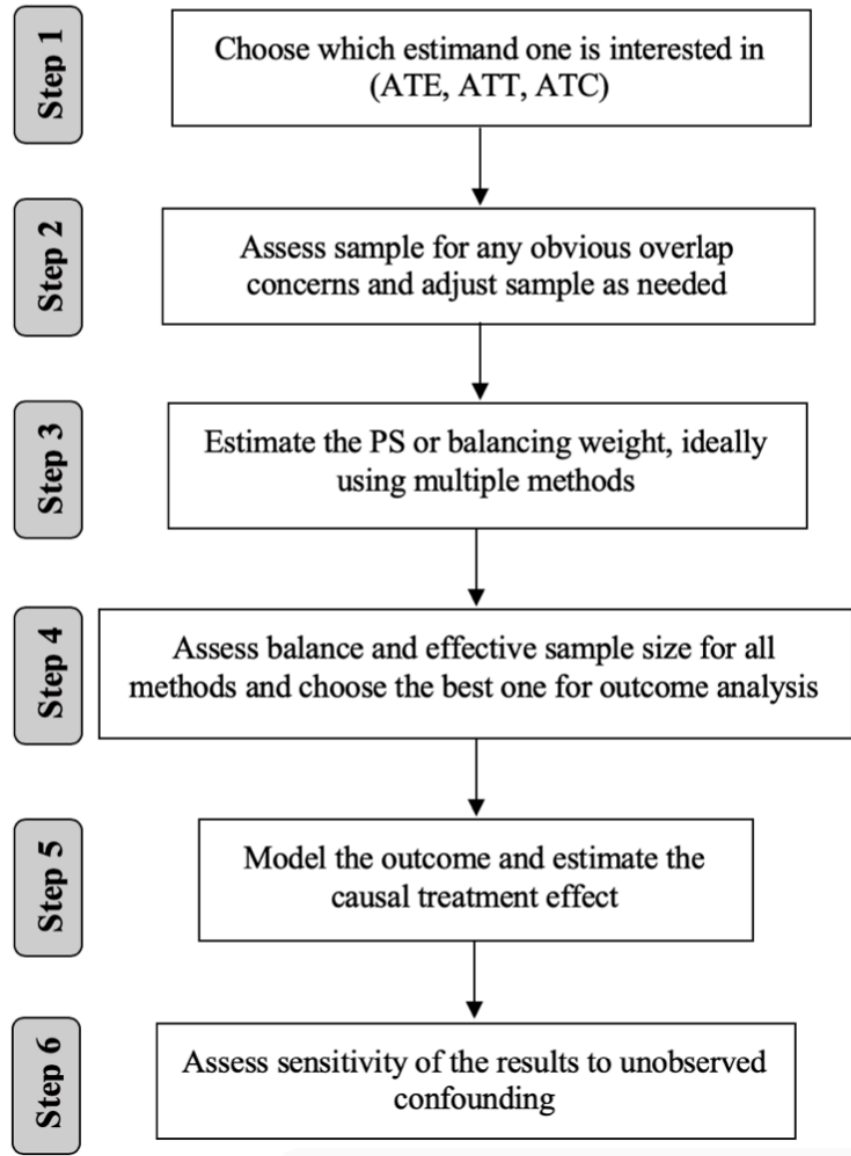 Step 1
Choose which estimand one is interested in
(ATE, ATT, ATC)
Step 2
Assess sample for any obvious overlap
concerns and adjust sample as needed
Step 3
Estimate the PS or balancing weight, ideally
using multiple methods
Step 4
Assess balance and effective sample size for all
methods and choose the best one for outcome analysis
Step 5
Model the outcome and estimate the
causal treatment effect
Step 6
Assess sensitivity of the results to unobserved
confounding